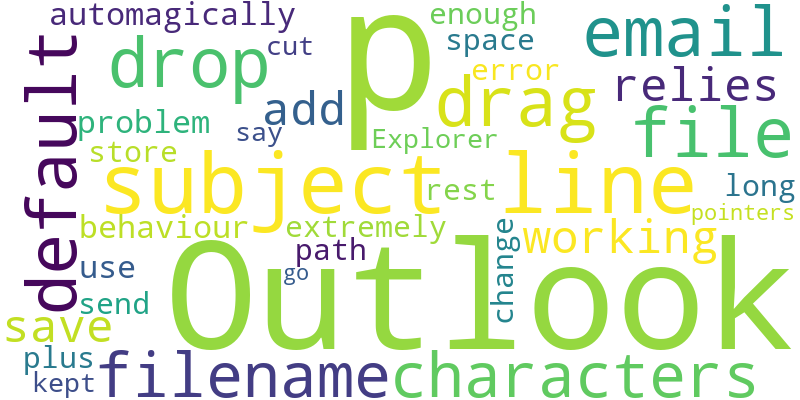 automagically
enough
p
email
cut
space
drop
error
relies
default
add
drag
file
problem
say
Explorer
store
subject line
rest
long
pointers
behaviour
extremely
working
path
change
use
go
Outlook
send
save
plus
filename
characters
kept